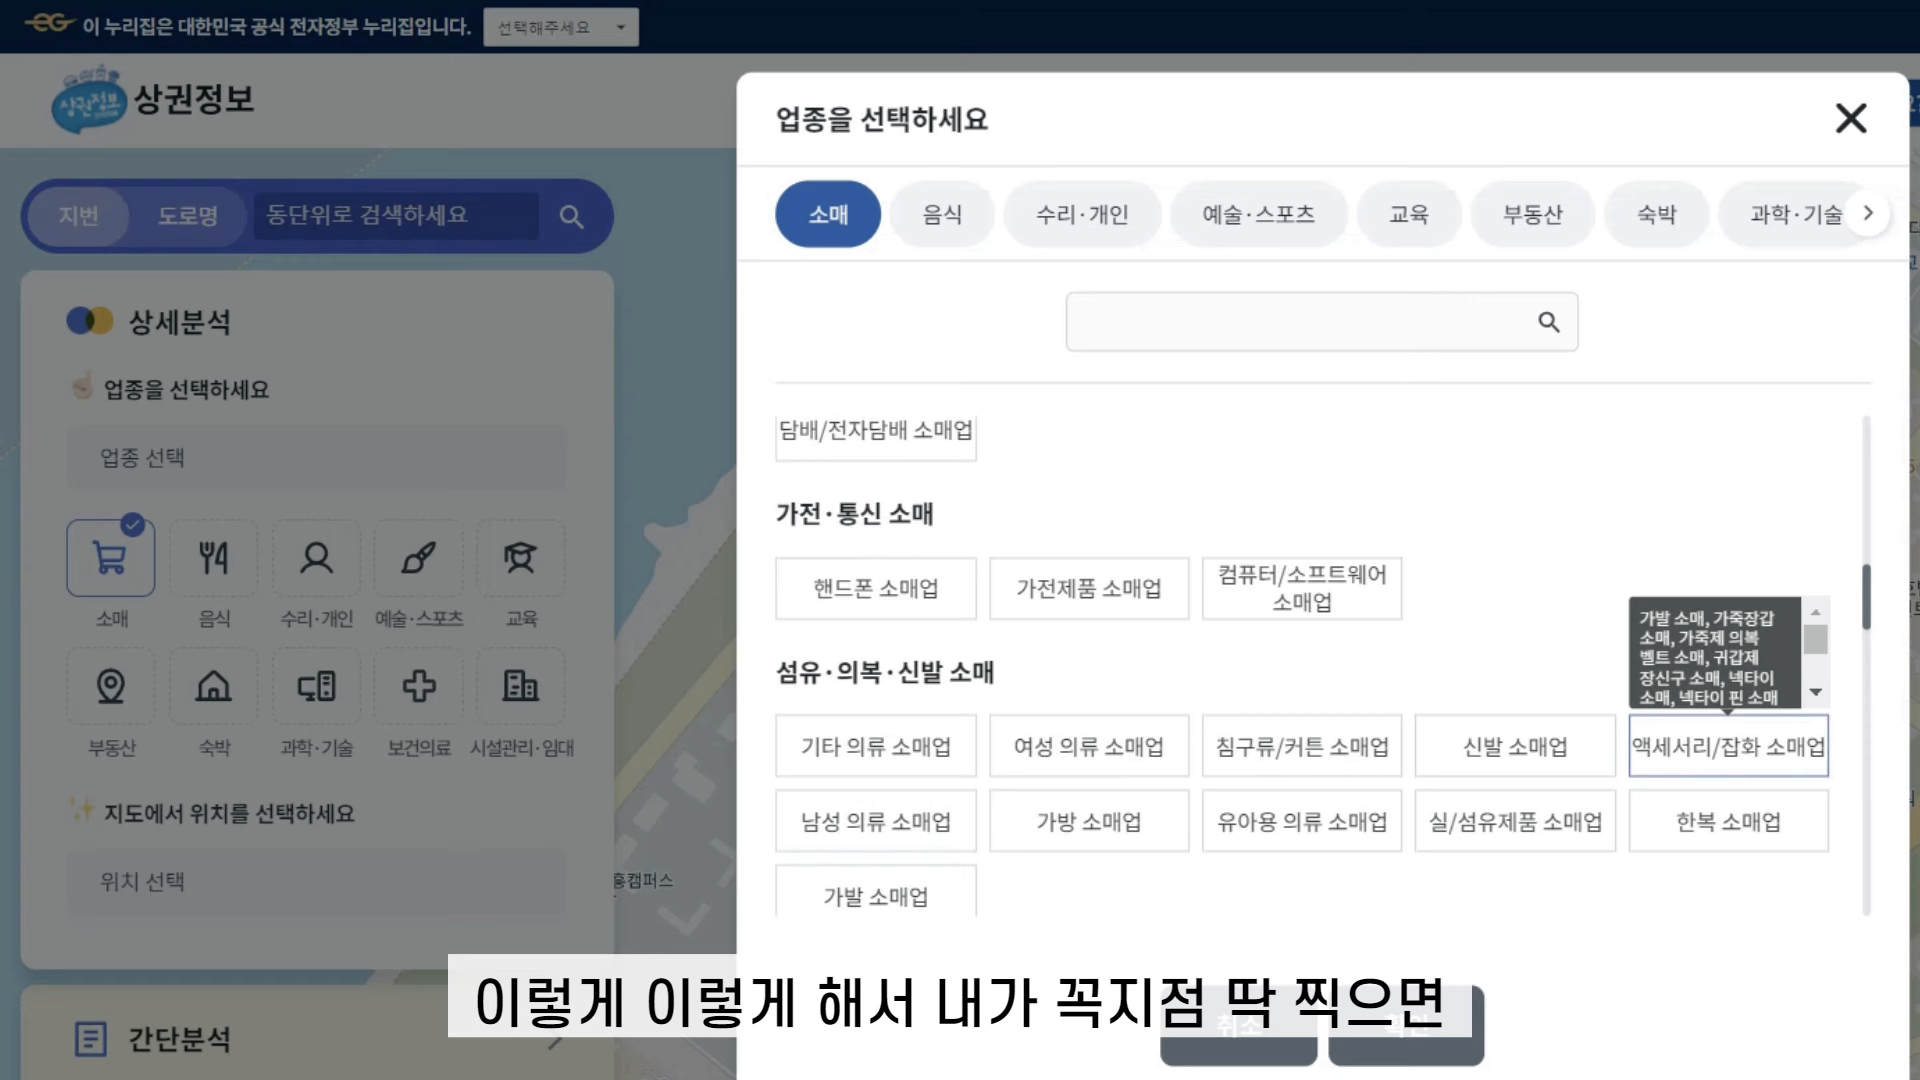 이 누리집은 대한민국 공식 전자정부 누리집입니다.
선택해주세요
상권정보
상권정보
지번
도로명
동단위로 검색하세요
상세분석
업종을 선택하세요
업종 선택
소매
음식
수리·개인
예술·스포츠
교육
부동산
숙박
과학·기술
보건의료
시설관리·임대
지도에서 위치를 선택하세요
위치 선택
간단분석
업종을 선택하세요
소매
음식
수리·개인
예술·스포츠
교육
부동산
숙박
과학·기술
담배/전자담배 소매업
가전·통신 소매
핸드폰 소매업
가전제품 소매업
컴퓨터/소프트웨어
소매업
섬유·의복·신발 소매
가발 소매, 가죽장갑
소매, 가죽제 의복
벨트 소매, 귀갑제
장신구 소매, 넥타이
소매, 넥타이 핀 소매
기타 의류 소매업
여성 의류 소매업
침구류/커튼 소매업
신발 소매업
액세서리/잡화 소매업
남성 의류 소매업
가방 소매업
유아용 의류 소매업
실/섬유제품 소매업
한복 소매업
가발 소매업
흥캠퍼스
취소
확인
이렇게 이렇게 해서 내가 꼭지점 딱 찍으면